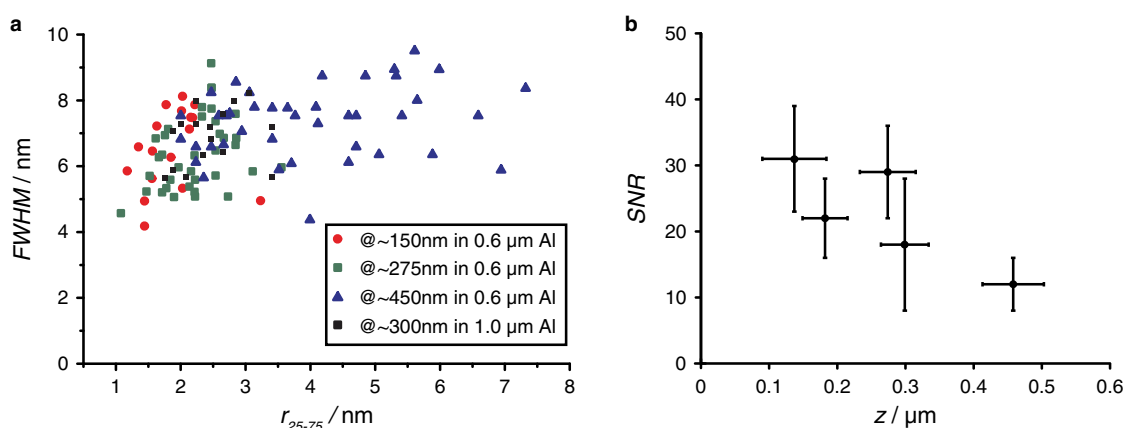 a
FWHM / nm
10
8
6
4
2
0
1 2 3 4 5 6 7 8
r25-75 / nm
@~150nm in 0.6 µm Al
@~275nm in 0.6 µm Al
@~450nm in 0.6 µm Al
@~300nm in 1.0 µm Al
b
SNR
50
40
30
20
10
0
0 0.1 0.2 0.3 0.4 0.5 0.6
z / µm